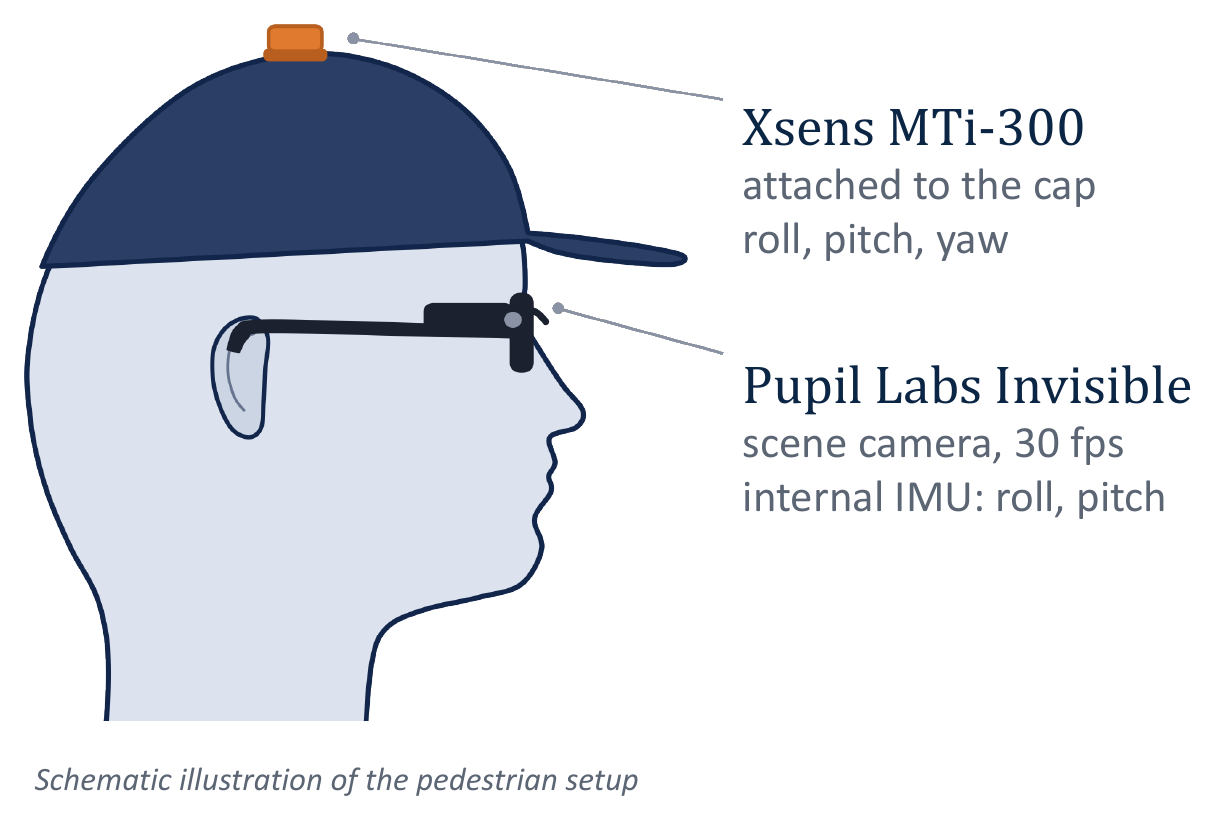 Xsens MTi-300
attached to the cap
roll, pitch, yaw
Pupil Labs Invisible
scene camera, 30 fps
internal IMU: roll, pitch
Schematic illustration of the pedestrian setup